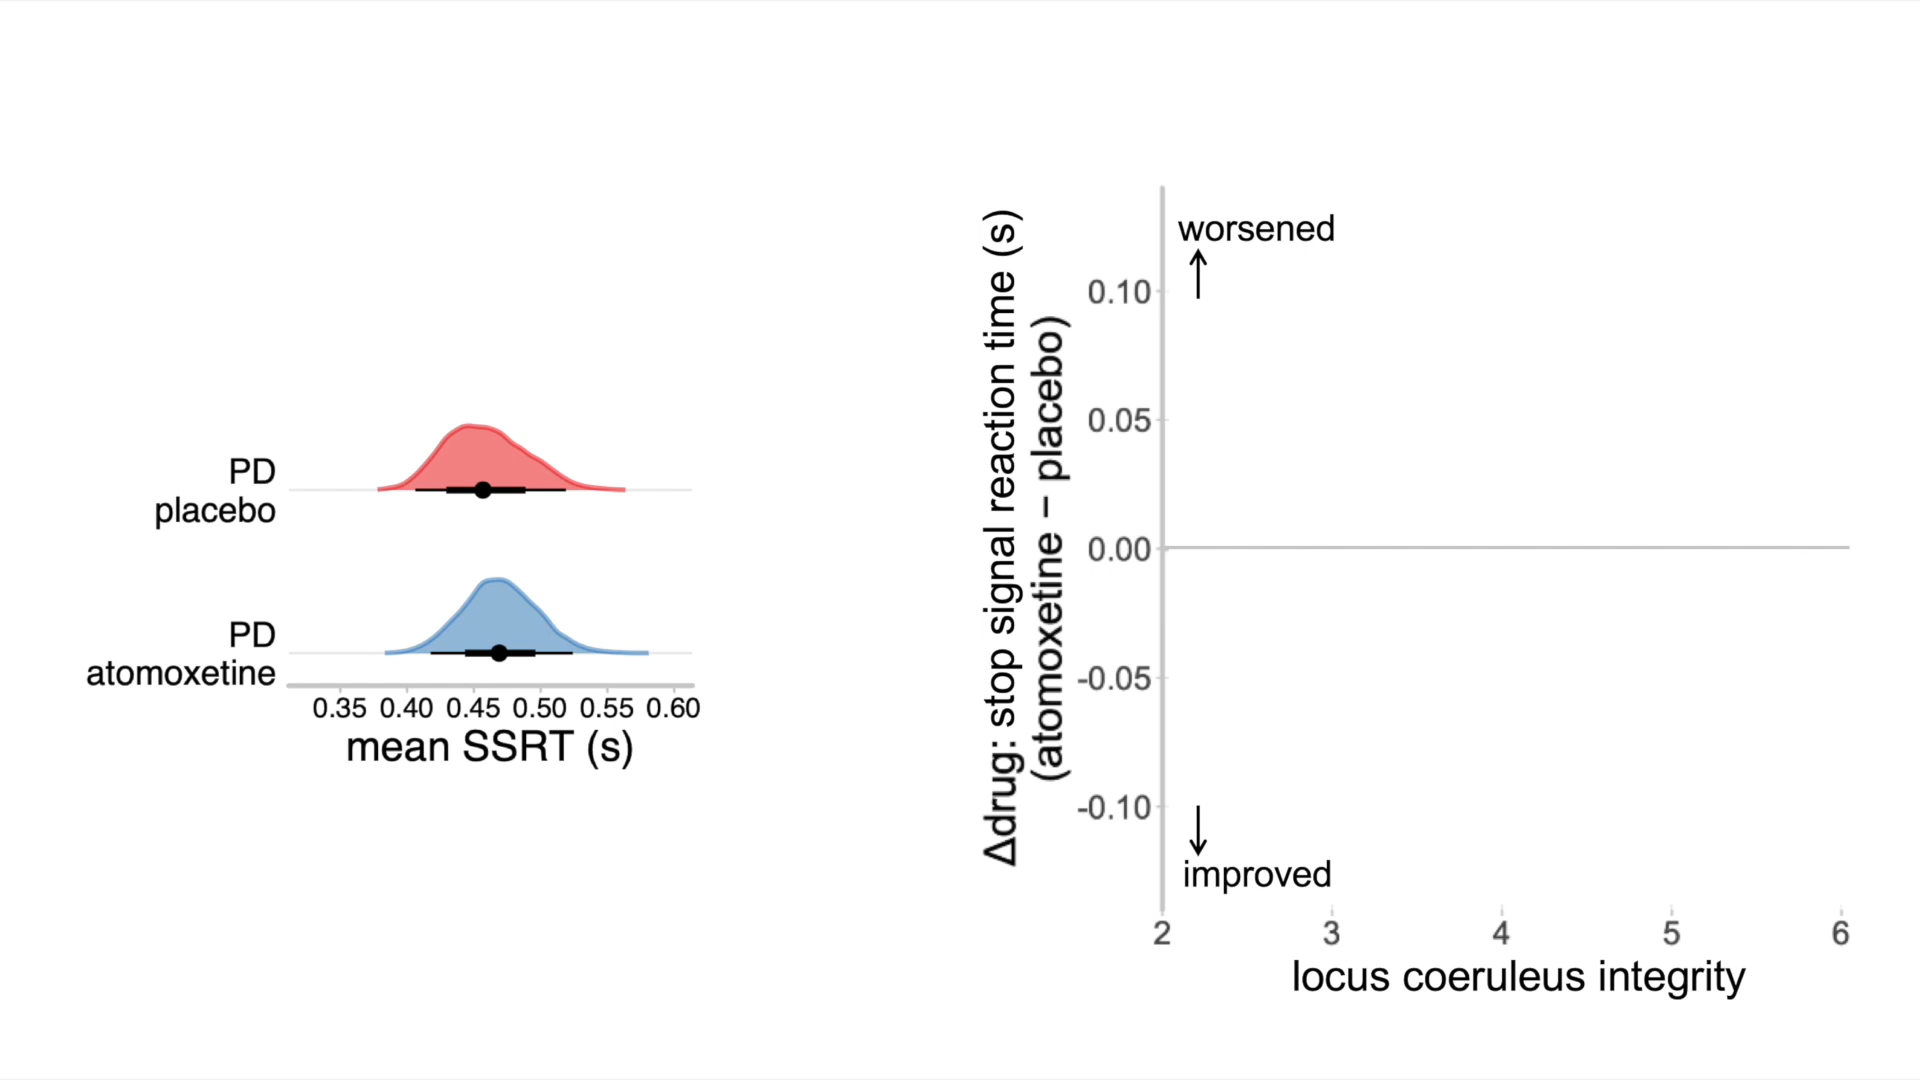 PD
placebo
PD
atomoxetine
0.35 0.40 0.45 0.50 0.55 0.60
mean SSRT (s)
Δdrug: stop signal reaction time (s)
(atomoxetine – placebo)
worsened
0.10
0.05
0.00
-0.05
-0.10
improved
2 3 4 5 6
locus coeruleus integrity